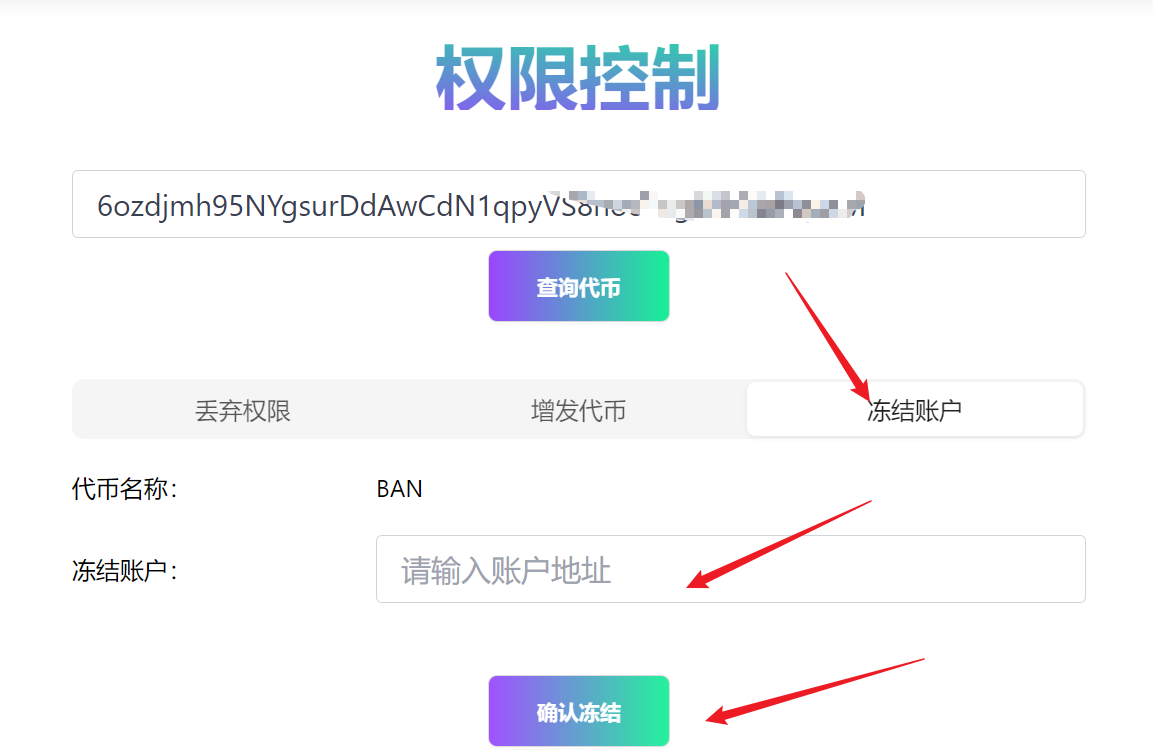 权限控制
6ozdjmh95NYgsurDdAwCdN1qpyVS8
查询代币
丢弃权限 增发代币 冻结账户
代币名称： BAN
冻结账户： 请输入账户地址
确认冻结